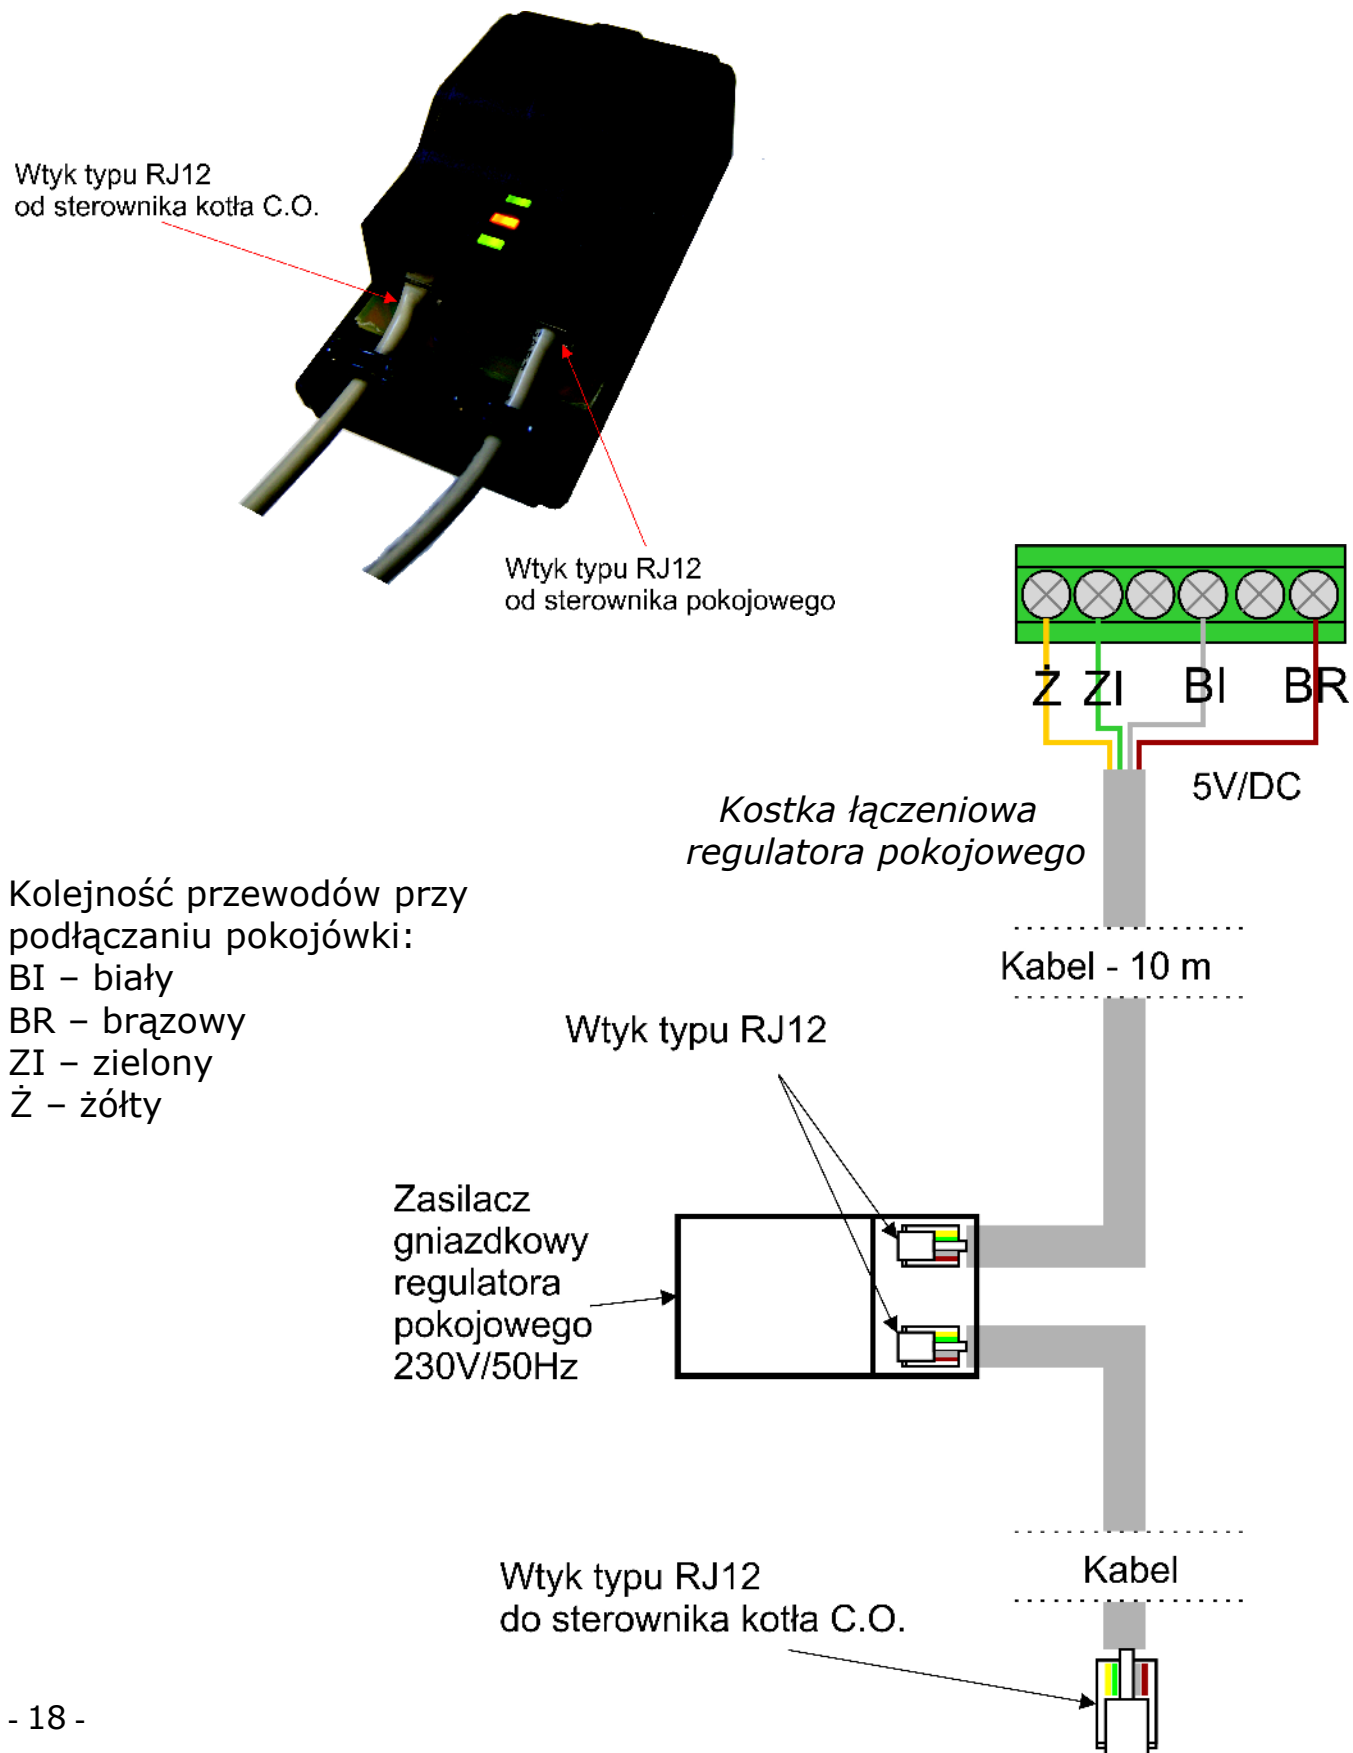 Wtyk typu RJ12
od sterownika kotła C.O.
Wtyk typu RJ12
od sterownika pokojowego
Ż ZI BI BR
5V/DC
Kostka łączeniowa
regulatora pokojowego
Kolejność przewodów przy
podłączaniu pokojówki:
BI – biały
BR – brązowy
ZI – zielony
Ż – żółty
Kabel - 10 m
Wtyk typu RJ12
Zasilacz
gniazdkowy
regulatora
pokojowego
230V/50Hz
Kabel
Wtyk typu RJ12
do sterownika kotła C.O.
- 18 -